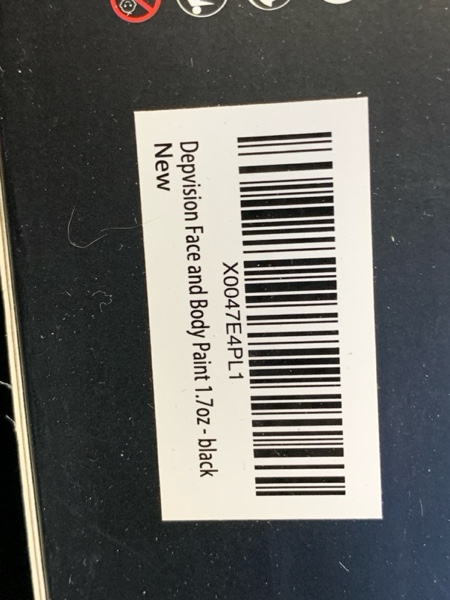 X0047E4PL1
Depvision Face and Body Paint 1.7oz - black
New